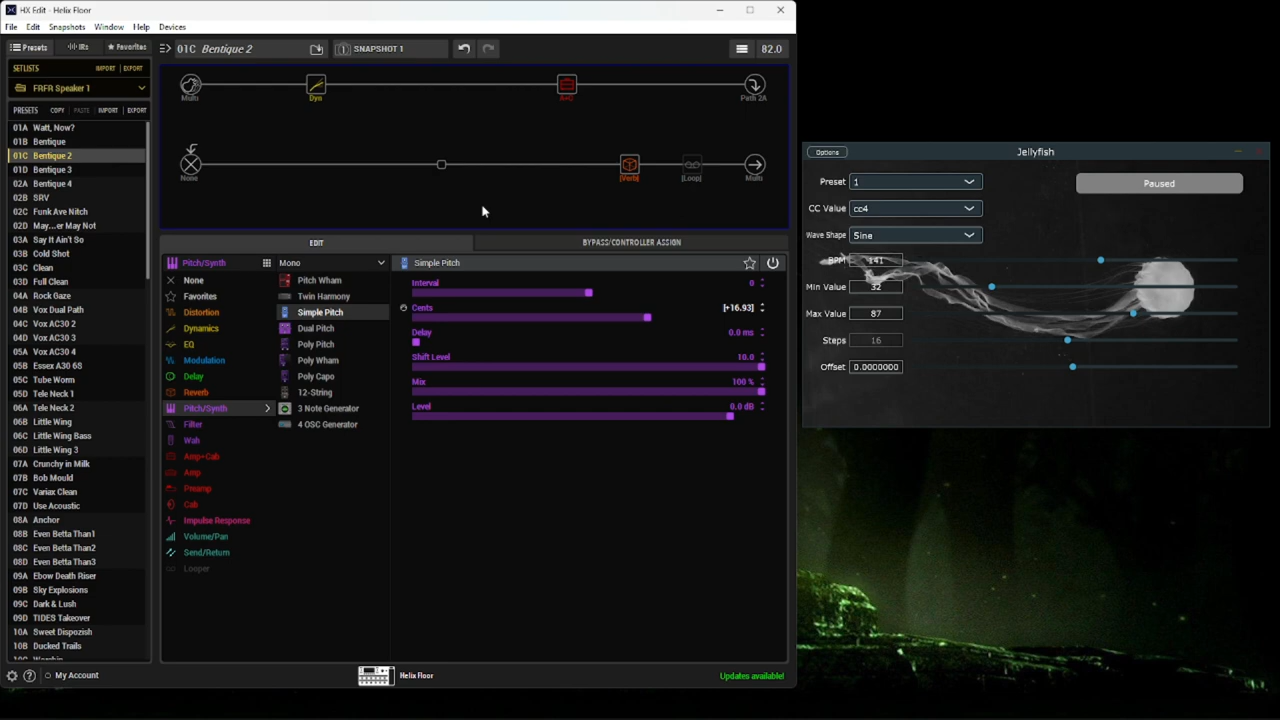 HX Edit - Helix Floor
File Edit Snapshots Window Help Devices
Presets IRs Favorites
01C Bentique 2
1 SNAPSHOT 1
82.0
SETLISTS IMPORT | EXPORT
FRFR Speaker 1
PRESETS COPY PASTE IMPORT EXPORT
01A Watt, Now?
01B Bentique
01C Bentique 2
01D Bentique 3
02A Bentique 4
02B SRV
02C Funk Ave Nitch
02D May...er May Not
03A Say It Ain't So
03B Cold Shot
03C Clean
03D Full Clean
04A Rock Gaze
04B Vox Dual Path
04C Vox AC30 2
04D Vox AC30 3
05A Vox AC30 4
05B Essex A30 68
05C Tube Worm
05D Tele Neck 1
06A Tele Neck 2
06B Little Wing
06C Little Wing Bass
06D Little Wing 3
07A Crunchy in Milk
07B Bob Mould
07C Variax Clean
07D Use Acoustic
08A Anchor
08B Even Betta Than1
08C Even Betta Than2
08D Even Betta Than3
09A Ebow Death Riser
09B Sky Explosions
09C Dark & Lush
09D TIDES Takeover
10A Sweet Dispozish
10B Ducked Trails
Multi Dyn A+C Path 2A
None [Verb] [Loop] Multi
EDIT BYPASS/CONTROLLER ASSIGN
Pitch/Synth
None
Favorites
Distortion
Dynamics
EQ
Modulation
Delay
Reverb
Pitch/Synth
Filter
Wah
Amp+Cab
Amp
Preamp
Cab
Impulse Response
Volume/Pan
Send/Return
Looper
Mono
Pitch Wham
Twin Harmony
Simple Pitch
Dual Pitch
Poly Pitch
Poly Wham
Poly Capo
12-String
3 Note Generator
4 OSC Generator
Simple Pitch
Interval 0
Cents [+16.93]
Delay 0.0 ms
Shift Level 10.0
Mix 100 %
Level 0.0 dB
My Account
Helix Floor
Updates available!
Options Jellyfish
Preset 1 Paused
CC Value cc4
Wave Shape Sine
BPM 141
Min Value 32
Max Value 87
Steps 16
Offset 0.0000000